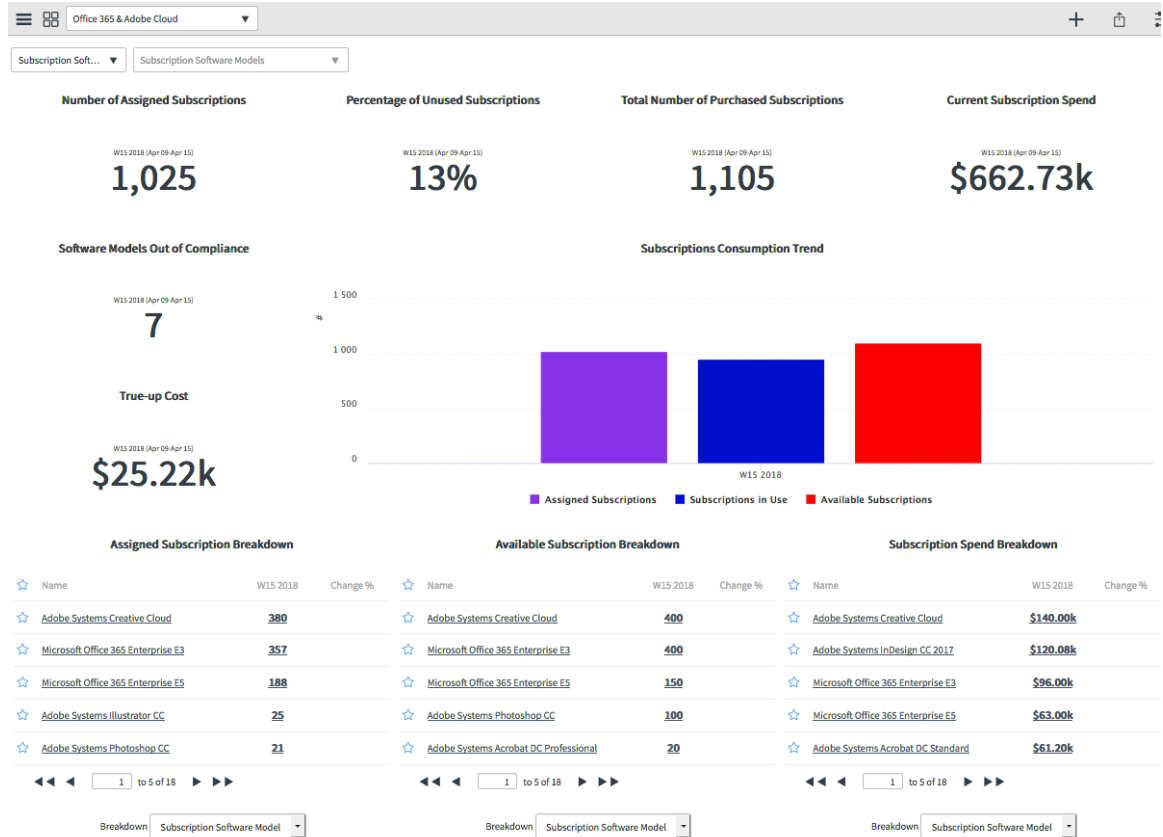 Office 365 & Adobe Cloud
Subscription Soft... Subscription Software Models
Number of Assigned Subscriptions Percentage of Unused Subscriptions Total Number of Purchased Subscriptions Current Subscription Spend
W15 2018 (Apr 09-Apr 15) W15 2018 (Apr 09-Apr 15) W15 2018 (Apr 09-Apr 15) W15 2018 (Apr 09-Apr 15)
1,025 13% 1,105 $662.73k
Software Models Out of Compliance Subscriptions Consumption Trend
W15 2018 (Apr 09-Apr 15)
7
True-up Cost
W15 2018 (Apr 09-Apr 15)
$25.22k
#
1 500
1 000
500
0
W15 2018
Assigned Subscriptions Subscriptions in Use Available Subscriptions
Assigned Subscription Breakdown
Name W15 2018 Change %
Adobe Systems Creative Cloud 380
Microsoft Office 365 Enterprise E3 357
Microsoft Office 365 Enterprise E5 188
Adobe Systems Illustrator CC 25
Adobe Systems Photoshop CC 21
1 to 5 of 18
Breakdown Subscription Software Model
Available Subscription Breakdown
Name W15 2018 Change %
Adobe Systems Creative Cloud 400
Microsoft Office 365 Enterprise E3 400
Microsoft Office 365 Enterprise E5 150
Adobe Systems Photoshop CC 100
Adobe Systems Acrobat DC Professional 20
1 to 5 of 18
Breakdown Subscription Software Model
Subscription Spend Breakdown
Name W15 2018 Change %
Adobe Systems Creative Cloud $140.00k
Adobe Systems InDesign CC 2017 $120.08k
Microsoft Office 365 Enterprise E3 $96.00k
Microsoft Office 365 Enterprise E5 $63.00k
Adobe Systems Acrobat DC Standard $61.20k
1 to 5 of 18
Breakdown Subscription Software Model